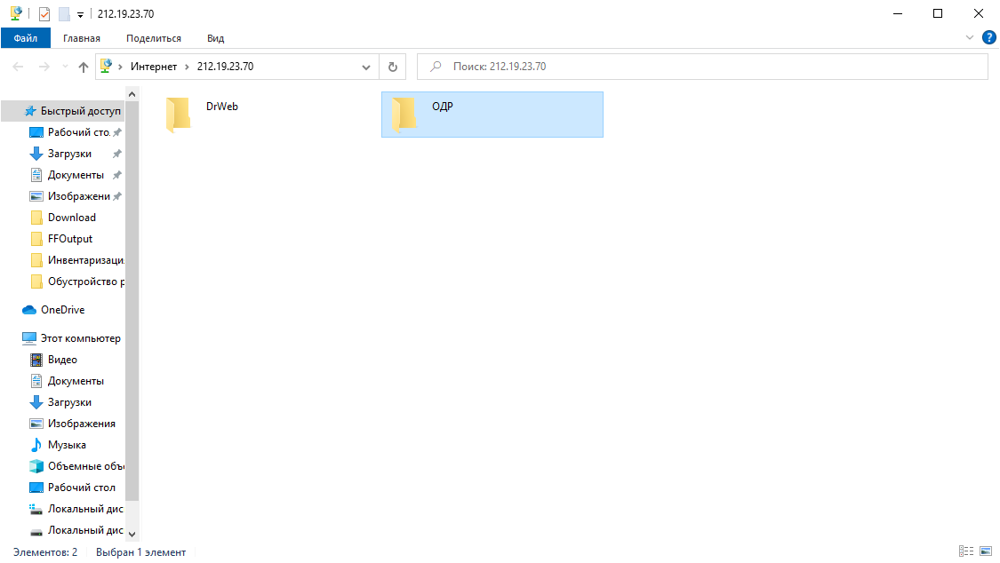 212.19.23.70
Файл Главная Поделиться Вид
Интернет 212.19.23.70 Поиск: 212.19.23.70
DrWeb ОДР
Быстрый доступ
Рабочий сто
Загрузки
Документы
Изображени
Download
FFOutput
Инвентаризаци
Обустройство р
OneDrive
Этот компьютер
Видео
Документы
Загрузки
Изображения
Музыка
Объемные объ
Рабочий стол
Локальный дис
Локальный дис
Элементов: 2 Выбран 1 элемент